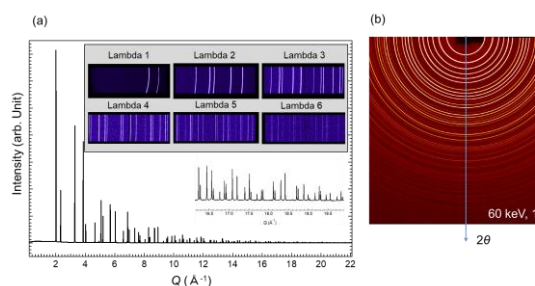 (a)
(b)
Lambda 1 Lambda 2 Lambda 3
Lambda 4 Lambda 5 Lambda 6
Intensity (arb. Unit)
2 4 6 8 10 12 14 16 18 20 22
Q (Å⁻¹)
60 keV, 1
2θ